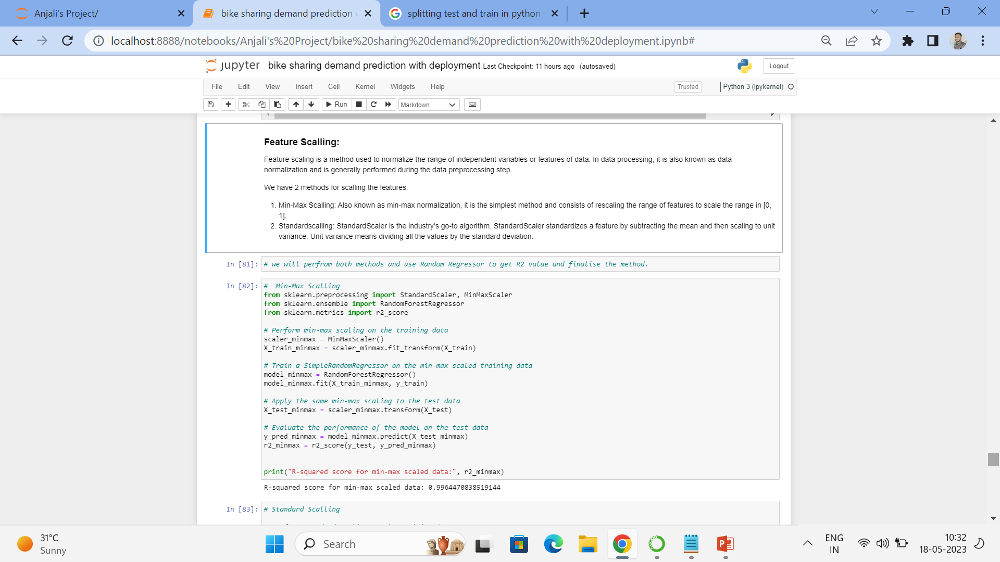 Anjali's Project/
bike sharing demand prediction
splitting test and train in python
localhost:8888/notebooks/Anjali's%20Project/bike%20sharing%20demand%20prediction%20with%20deployment.ipynb#
jupyter bike sharing demand prediction with deployment Last Checkpoint: 11 hours ago (autosaved)
Logout
File Edit View Insert Cell Kernel Widgets Help
Trusted
Python 3 (ipykernel)
Run
Markdown
Feature Scalling:
Feature scaling is a method used to normalize the range of independent variables or features of data. In data processing, it is also known as data
normalization and is generally performed during the data preprocessing step.
We have 2 methods for scalling the features:
1. Min-Max Scalling: Also known as min-max normalization, it is the simplest method and consists of rescaling the range of features to scale the range in [0,
1].
2. Standardscalling: StandardScaler is the industry's go-to algorithm. StandardScaler standardizes a feature by subtracting the mean and then scaling to unit
variance. Unit variance means dividing all the values by the standard deviation.
In [81]: # we will perfrom both methods and use Random Regressor to get R2 value and finalise the method.
In [82]: #  Min-Max Scalling
from sklearn.preprocessing import StandardScaler, MinMaxScaler
from sklearn.ensemble import RandomForestRegressor
from sklearn.metrics import r2_score
# Perform min-max scaling on the training data
scaler_minmax = MinMaxScaler()
X_train_minmax = scaler_minmax.fit_transform(X_train)
# Train a SimpleRandomRegressor on the min-max scaled training data
model_minmax = RandomForestRegressor()
model_minmax.fit(X_train_minmax, y_train)
# Apply the same min-max scaling to the test data
X_test_minmax = scaler_minmax.transform(X_test)
# Evaluate the performance of the model on the test data
y_pred_minmax = model_minmax.predict(X_test_minmax)
r2_minmax = r2_score(y_test, y_pred_minmax)
print("R-squared score for min-max scaled data:", r2_minmax)
R-squared score for min-max scaled data: 0.9964470838519144
In [83]: # Standard Scalling
31°C
Sunny
Search
ENG
IN
10:32
18-05-2023